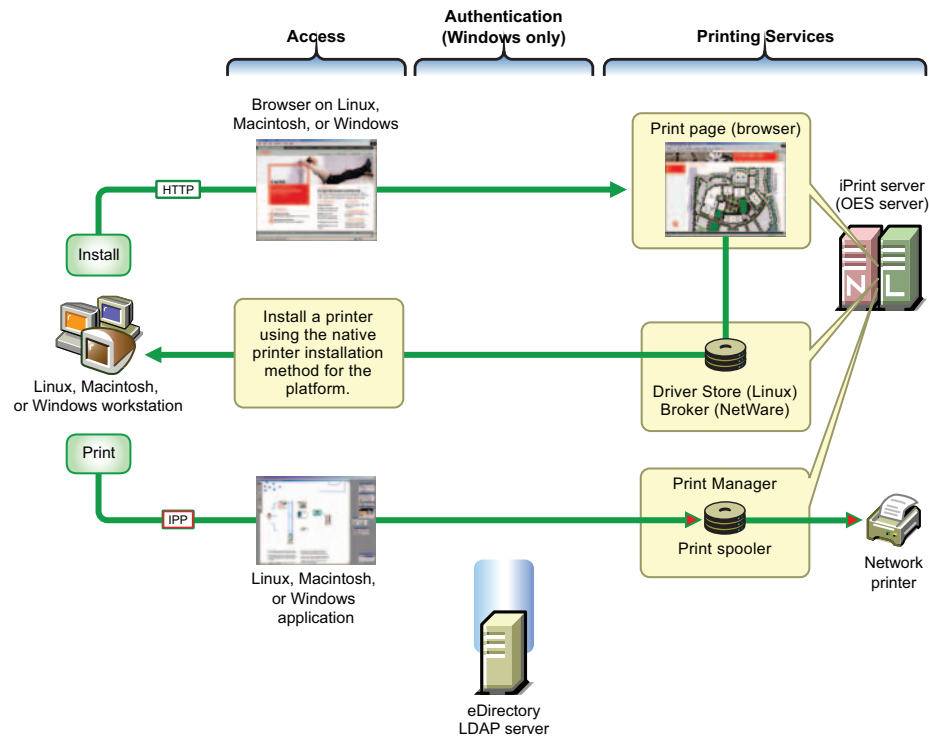 Access
Authentication
(Windows only)
Printing Services
Browser on Linux,
Macintosh, or Windows
Print page (browser)
HTTP
iPrint server
(OES server)
Install
N
L
Install a printer
using the native
printer installation
method for the
platform.
Linux, Macintosh,
or Windows workstation
Driver Store (Linux)
Broker (NetWare)
Print
Print Manager
IPP
Print spooler
Network
printer
Linux, Macintosh,
or Windows
application
eDirectory
LDAP server